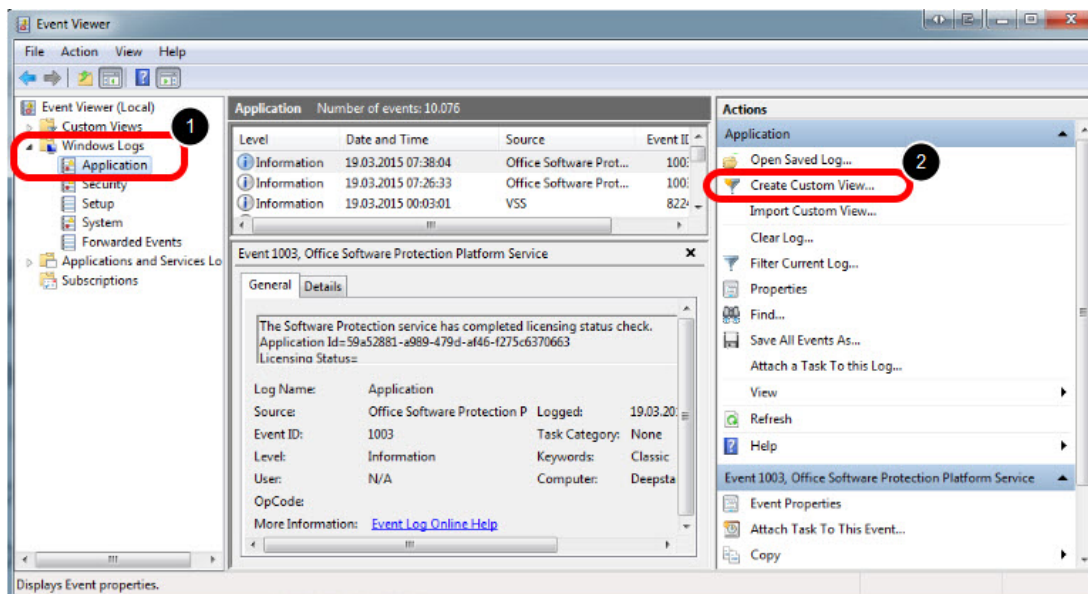 Event Viewer
File Action View Help
Event Viewer (Local)
Custom Views
1
Windows Logs
Application
Security
Setup
System
Forwarded Events
Applications and Services Lo
Subscriptions
Application Number of events: 10.076
Level Date and Time Source Event ID
Information 19.03.2015 07:38:04 Office Software Prot... 100
Information 19.03.2015 07:26:33 Office Software Prot... 100
Information 19.03.2015 00:03:01 VSS 822
Event 1003, Office Software Protection Platform Service
General Details
The Software Protection service has completed licensing status check.
Application Id=59a52881-a989-479d-af46-f275c6370663
Licensing Status=
Log Name: Application
Source: Office Software Protection P Logged: 19.03.20
Event ID: 1003 Task Category: None
Level: Information Keywords: Classic
User: N/A Computer: Deepsta
OpCode:
More Information: Event Log Online Help
Actions
Application
Open Saved Log...
2
Create Custom View...
Import Custom View...
Clear Log...
Filter Current Log...
Properties
Find...
Save All Events As...
Attach a Task To this Log...
View
Refresh
Help
Event 1003, Office Software Protection Platform Service
Event Properties
Attach Task To This Event...
Copy
Displays Event properties.